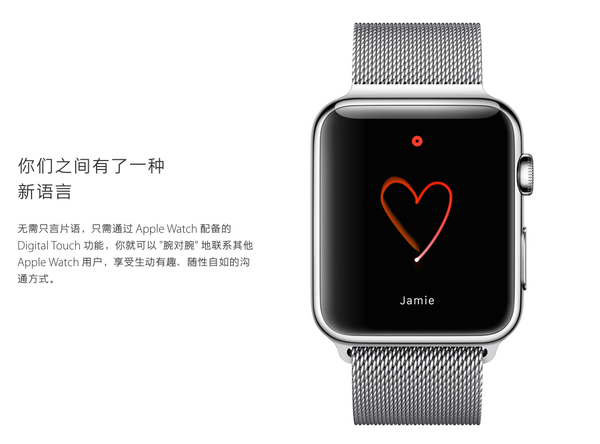 你们之间有了一种
新语言
无需只言片语，只需通过 Apple Watch 配备的
Digital Touch 功能，你就可以 “腕对腕” 地联系其他
Apple Watch 用户，享受生动有趣、随性自如的沟
通方式。
Jamie